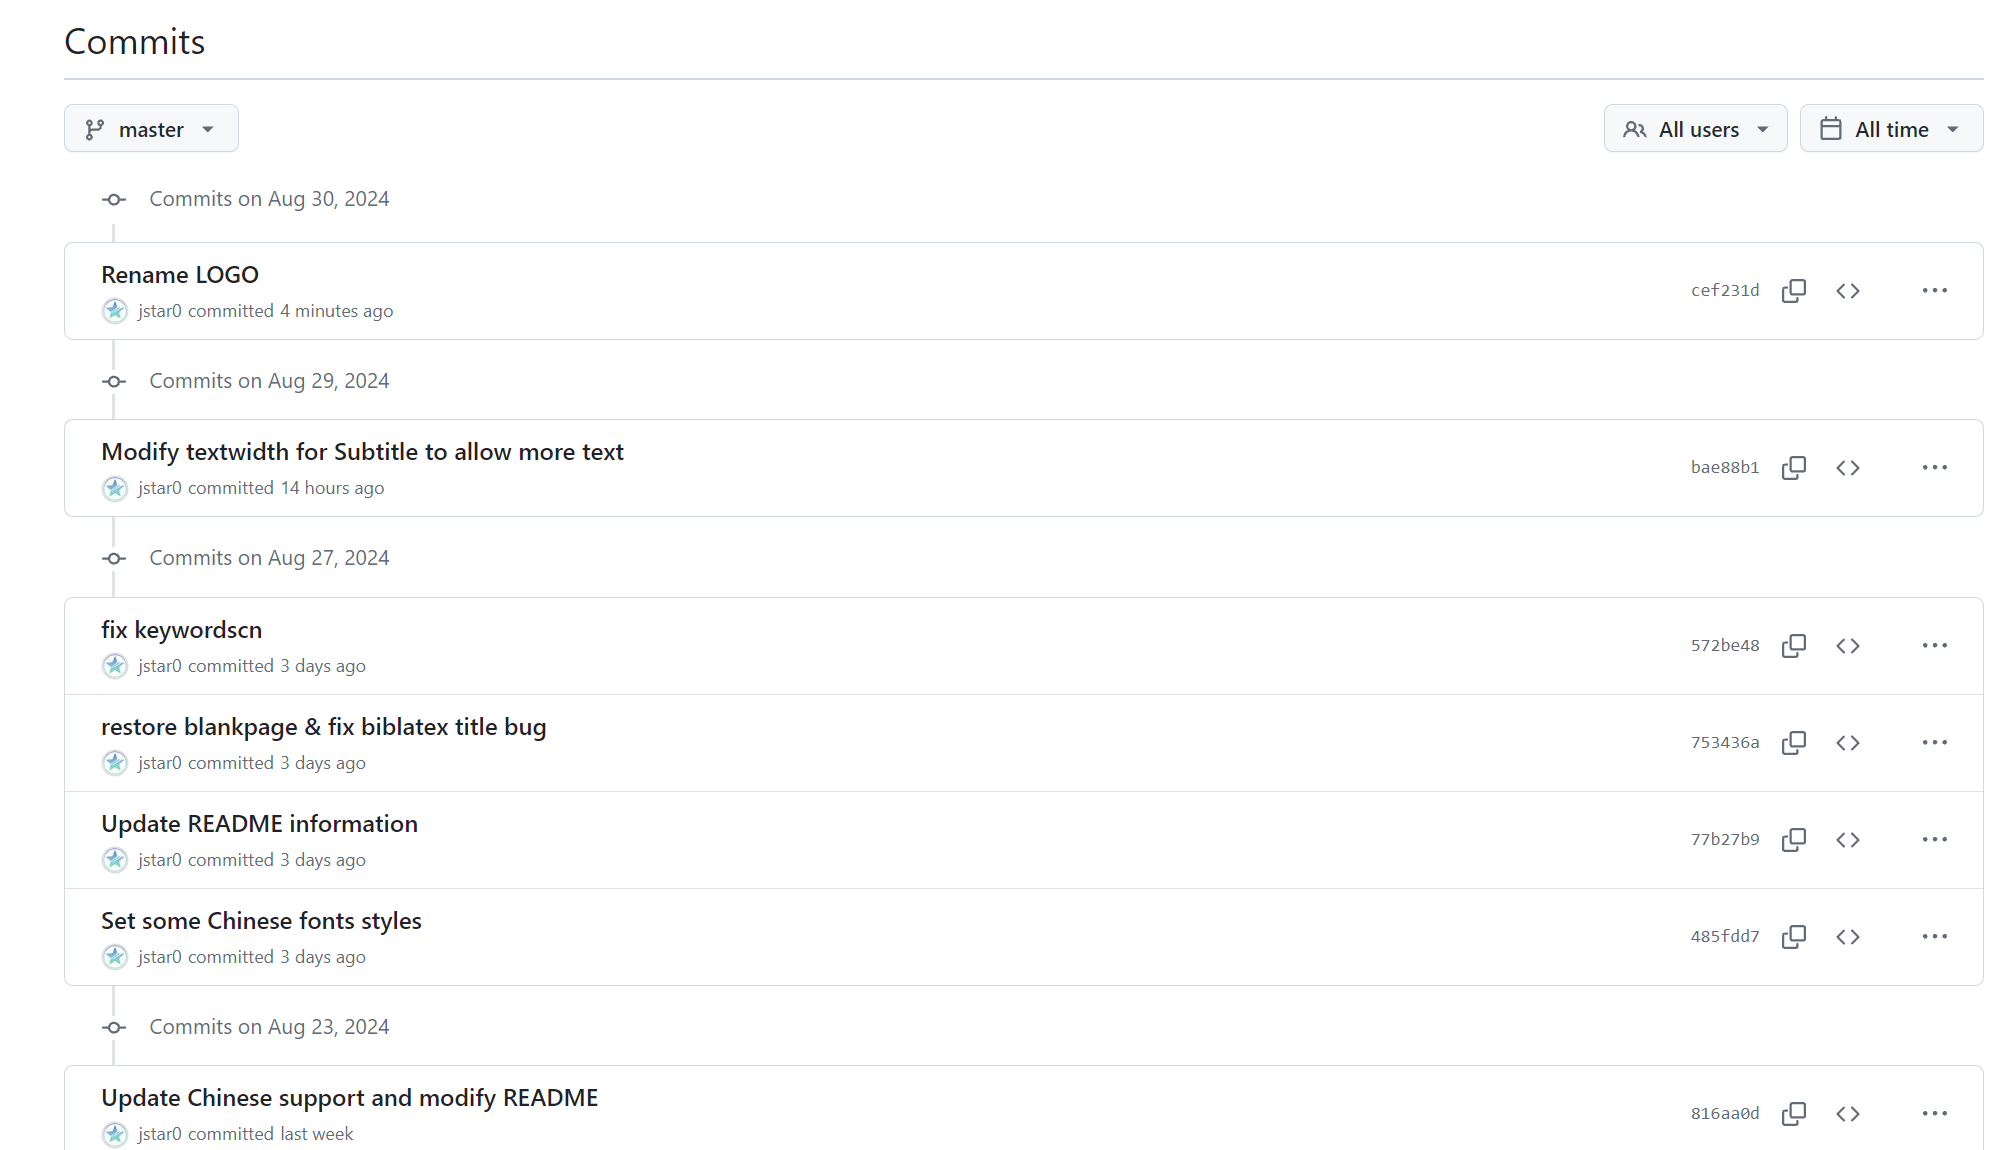 Commits
master
All users
All time
Commits on Aug 30, 2024
Rename LOGO
cef231d
jstar0 committed 4 minutes ago
Commits on Aug 29, 2024
Modify textwidth for Subtitle to allow more text
bae88b1
jstar0 committed 14 hours ago
Commits on Aug 27, 2024
fix keywordscn
572be48
jstar0 committed 3 days ago
restore blankpage & fix biblatex title bug
753436a
jstar0 committed 3 days ago
Update README information
77b27b9
jstar0 committed 3 days ago
Set some Chinese fonts styles
485fdd7
jstar0 committed 3 days ago
Commits on Aug 23, 2024
Update Chinese support and modify README
816aa0d
jstar0 committed last week